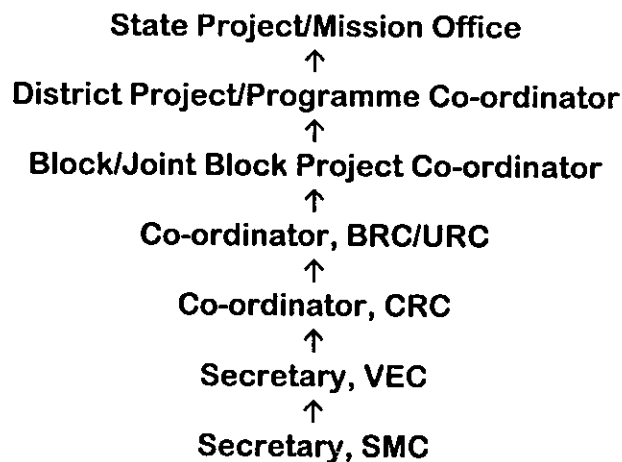 State Project/Mission Office
↑
District Project/Programme Co-ordinator
↑
Block/Joint Block Project Co-ordinator
↑
Co-ordinator, BRC/URC
↑
Co-ordinator, CRC
↑
Secretary, VEC
↑
Secretary, SMC